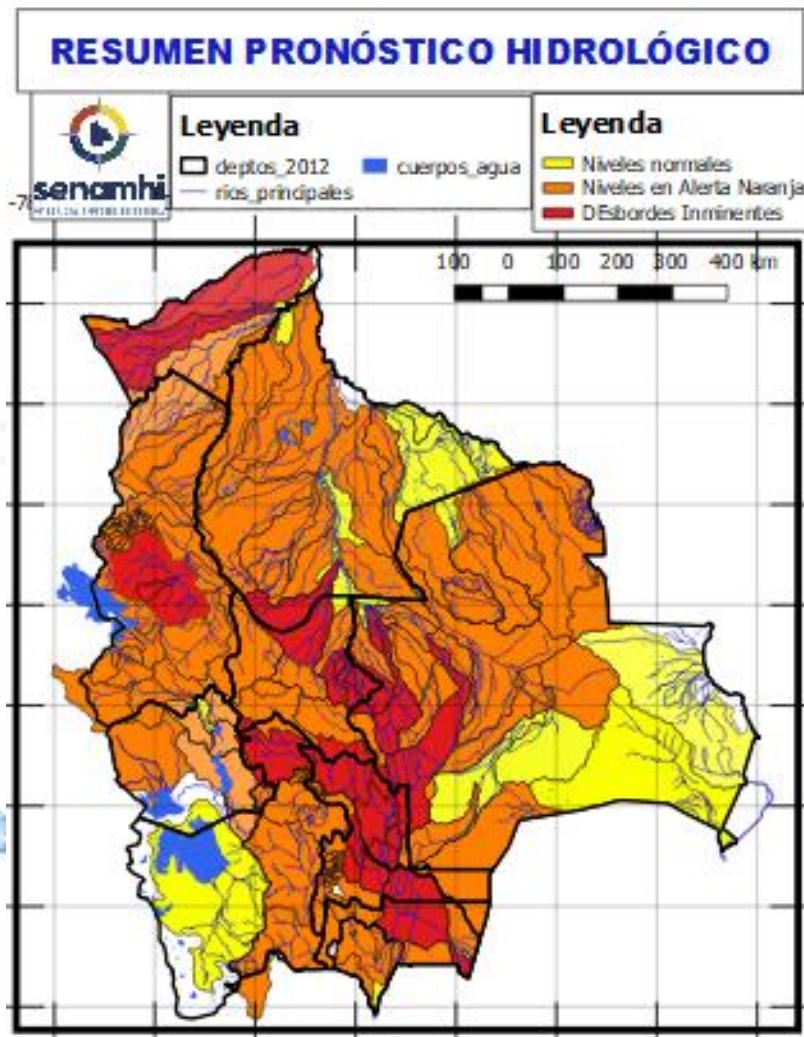 RESUMEN PRONÓSTICO HIDROLÓGICO
senamhi
Leyenda
deptos_2012
cuerpos_agua
rios_principales
Leyenda
Niveles normales
Niveles en Alerta Naranja
DEsbordes Inminentes
100 0 100 200 300 400 km